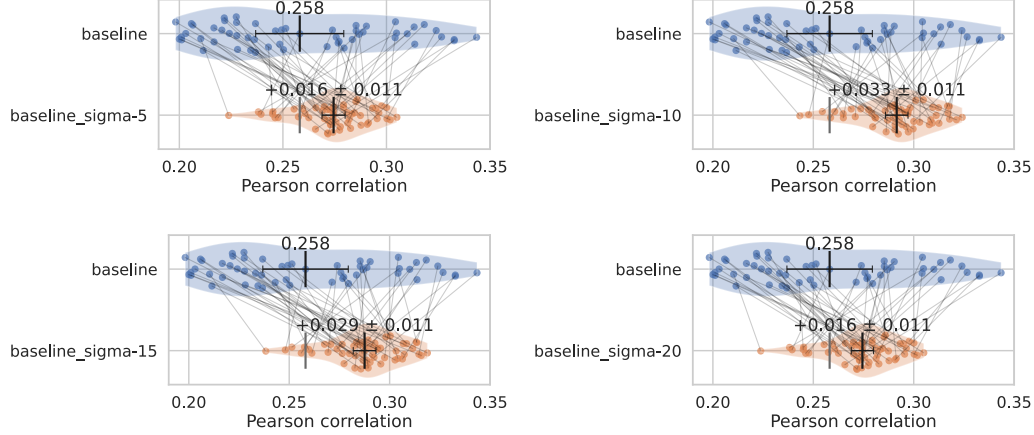 0.258
baseline
+0.016 ± 0.011
baseline_sigma-5
0.20 0.25 0.30 0.35
Pearson correlation
0.258
baseline
+0.033 ± 0.011
baseline_sigma-10
0.20 0.25 0.30 0.35
Pearson correlation
0.258
baseline
+0.029 ± 0.011
baseline_sigma-15
0.20 0.25 0.30 0.35
Pearson correlation
0.258
baseline
+0.016 ± 0.011
baseline_sigma-20
0.20 0.25 0.30 0.35
Pearson correlation